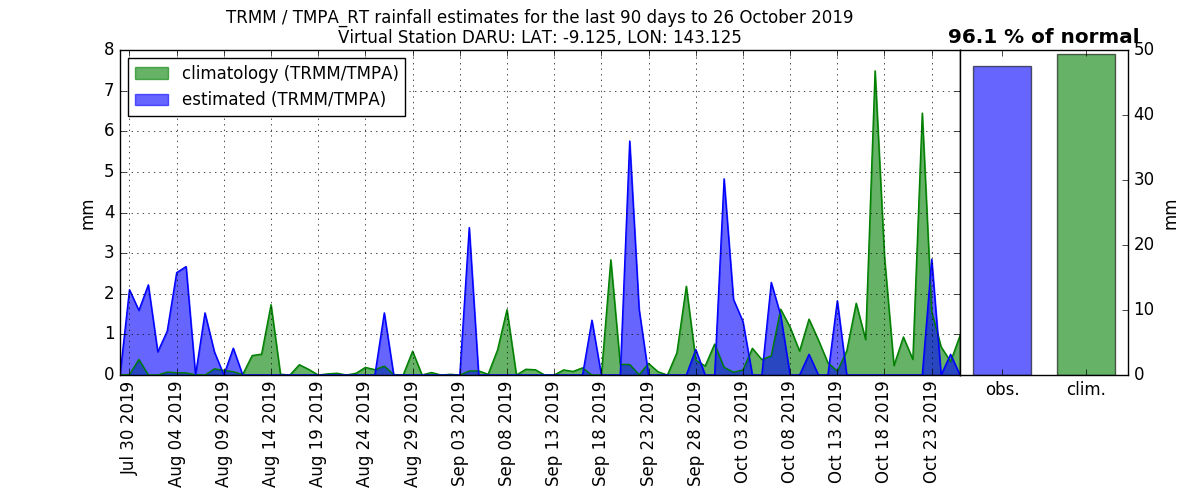 TRMM / TMPA_RT rainfall estimates for the last 90 days to 26 October 2019
Virtual Station DARU: LAT: -9.125, LON: 143.125
96.1 % of normal
climatology (TRMM/TMPA)
estimated (TRMM/TMPA)
8
7
6
5
4
3
2
1
0
mm
Jul 30 2019
Aug 04 2019
Aug 09 2019
Aug 14 2019
Aug 19 2019
Aug 24 2019
Aug 29 2019
Sep 03 2019
Sep 08 2019
Sep 13 2019
Sep 18 2019
Sep 23 2019
Sep 28 2019
Oct 03 2019
Oct 08 2019
Oct 13 2019
Oct 18 2019
Oct 23 2019
obs.
clim.
50
40
30
20
10
0
mm